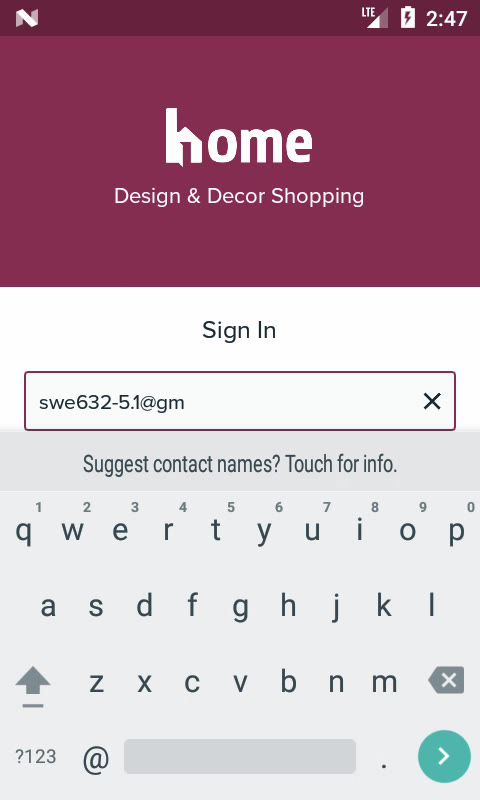 LTE 2:47
home
Design & Decor Shopping
Sign In
swe632-5.1@gm
Suggest contact names? Touch for info.
1 2 3 4 5 6 7 8 9 0
q w e r t y u i o p
a s d f g h j k l
z x c v b n m
?123 @ .